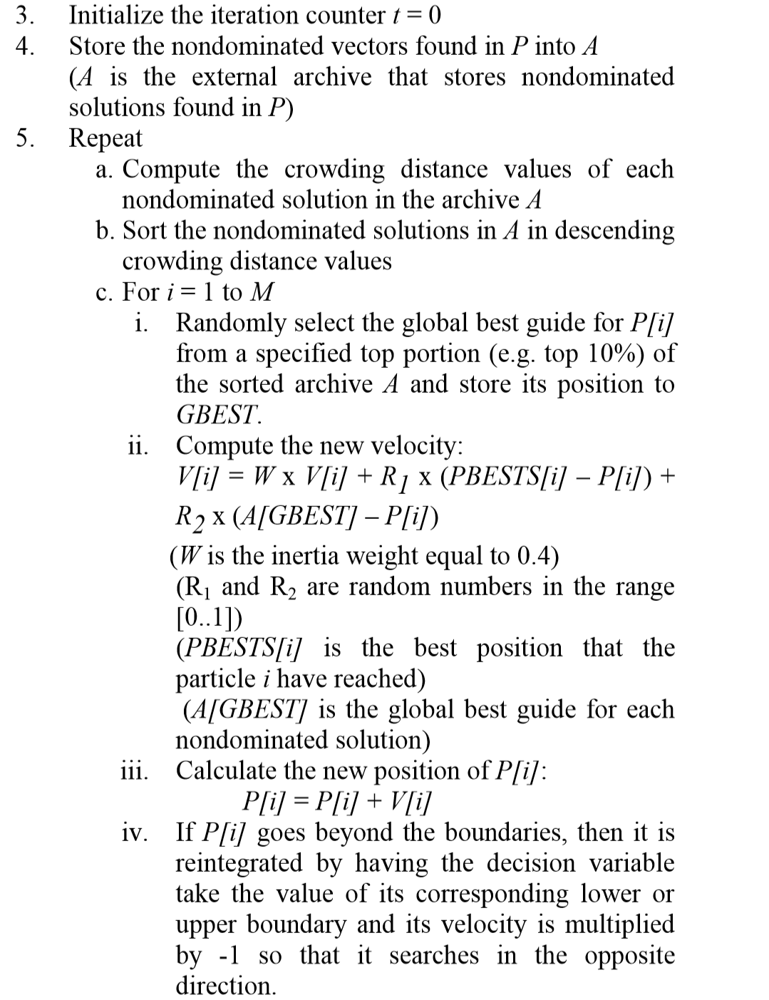 3. Initialize the iteration counter t = 0
4. Store the nondominated vectors found in P into A
(A is the external archive that stores nondominated
solutions found in P)
5. Repeat
a. Compute the crowding distance values of each
nondominated solution in the archive A
b. Sort the nondominated solutions in A in descending
crowding distance values
c. For i = 1 to M
i. Randomly select the global best guide for P[i]
from a specified top portion (e.g. top 10%) of
the sorted archive A and store its position to
GBEST.
ii. Compute the new velocity:
V[i] = W x V[i] + R1 x (PBESTS[i] – P[i]) +
R2 x (A[GBEST] – P[i])
(W is the inertia weight equal to 0.4)
(R1 and R2 are random numbers in the range
[0..1])
(PBESTS[i] is the best position that the
particle i have reached)
(A[GBEST] is the global best guide for each
nondominated solution)
iii. Calculate the new position of P[i]:
P[i] = P[i] + V[i]
iv. If P[i] goes beyond the boundaries, then it is
reintegrated by having the decision variable
take the value of its corresponding lower or
upper boundary and its velocity is multiplied
by -1 so that it searches in the opposite
direction.